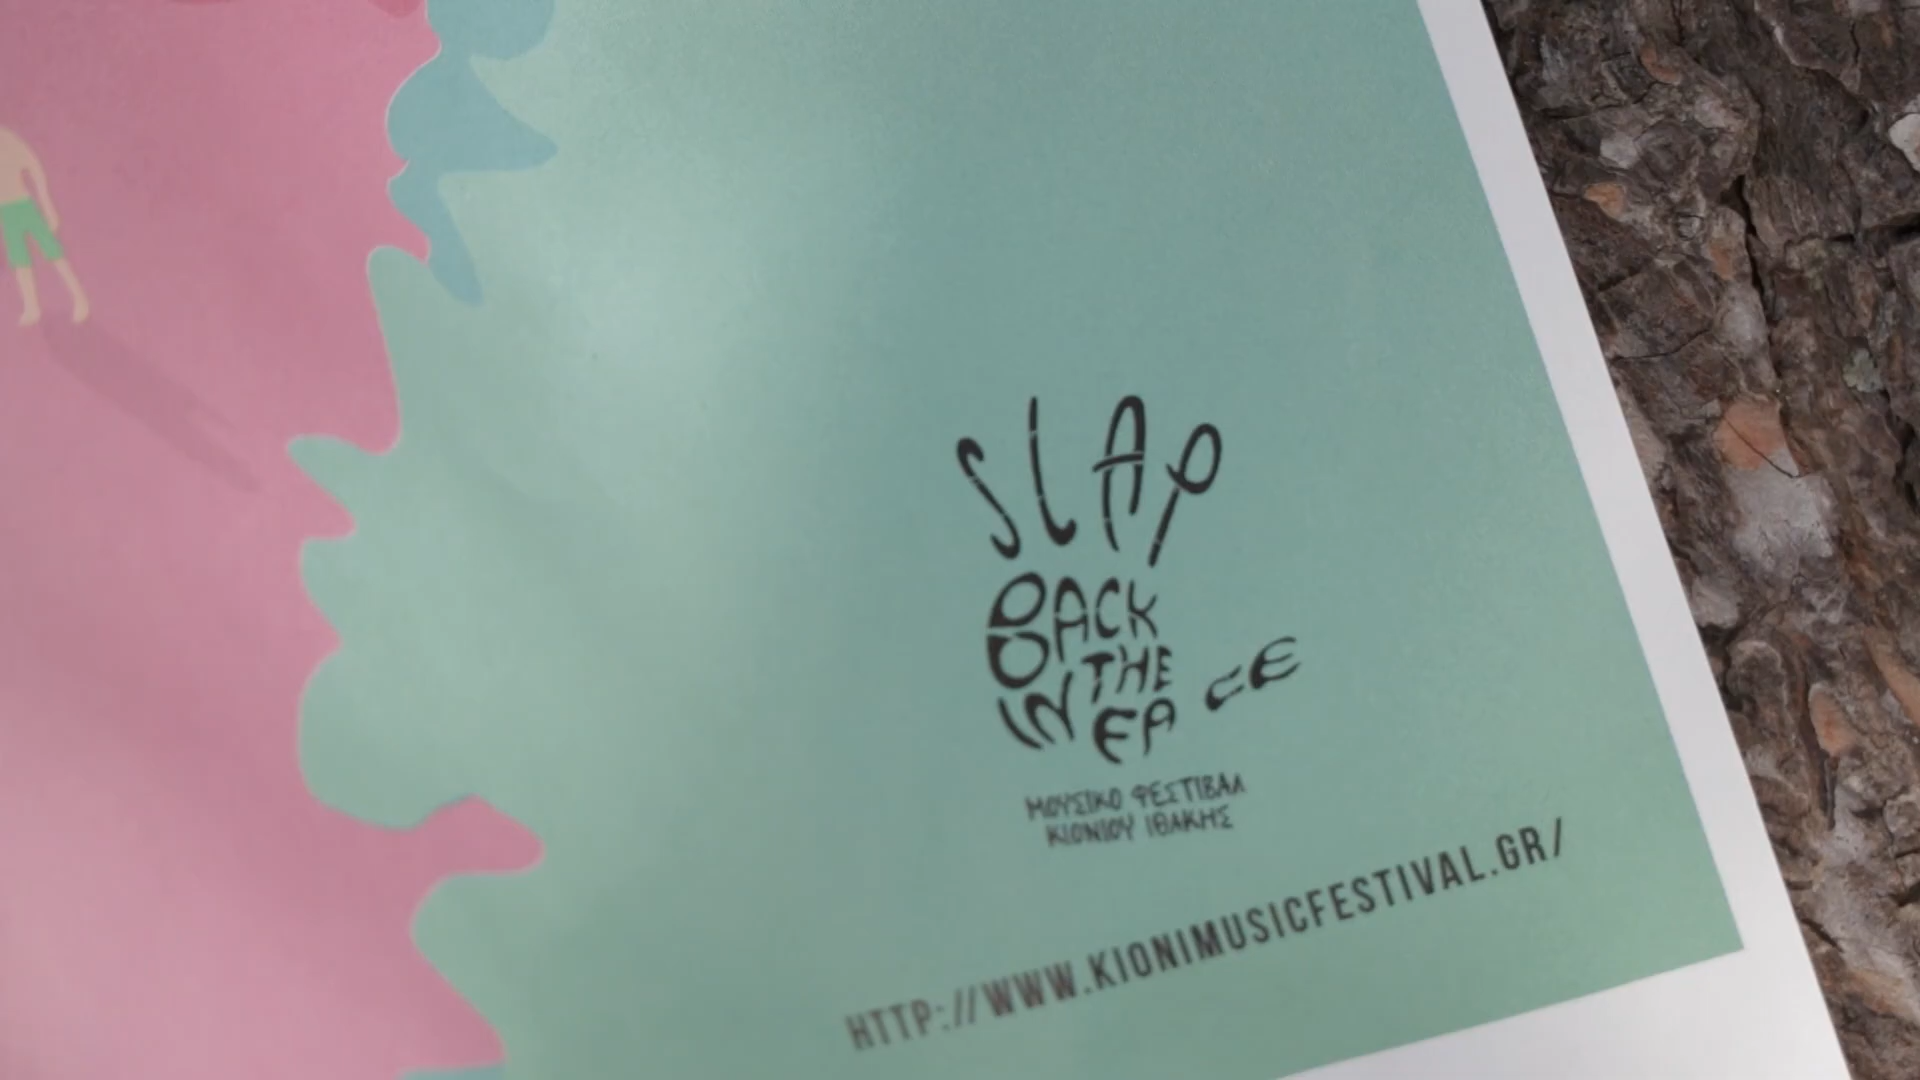 SLAP
BACK
IN THE
FACE
ΜΟΥΣΙΚΟ ΦΕΣΤΙΒΑΛ
ΚΙΟΝΙΟΥ ΙΘΑΚΗΣ
HTTP://WWW.KIONIMUSICFESTIVAL.GR/